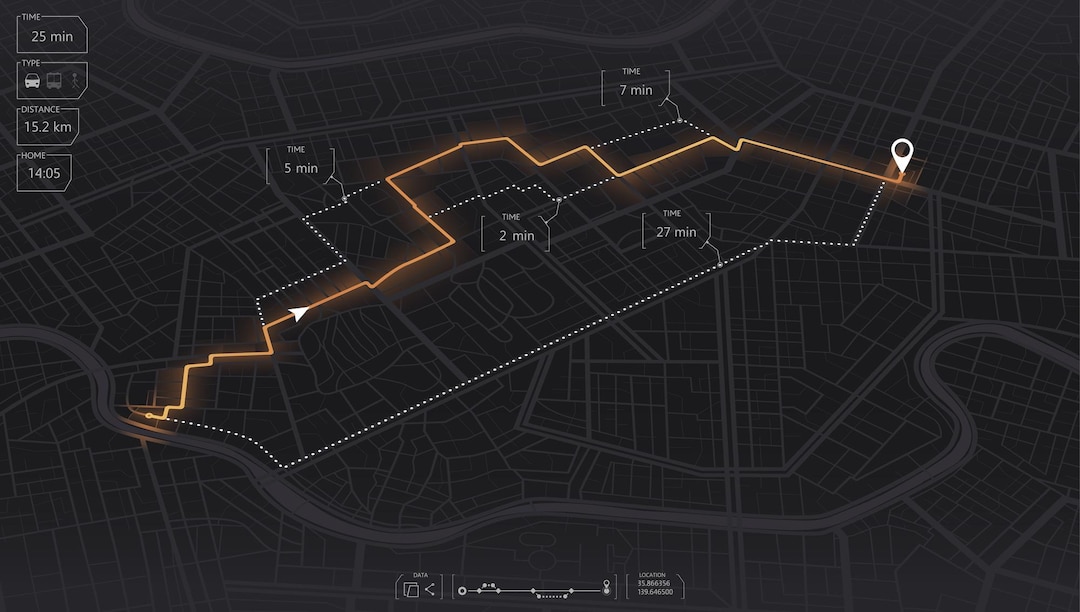 TIME
25 min
TYPE
DISTANCE
15.2 km
HOME
14:05
TIME
7 min
TIME
5 min
TIME
2 min
TIME
27 min
DATA
LOCATION
35.866356
139.646500